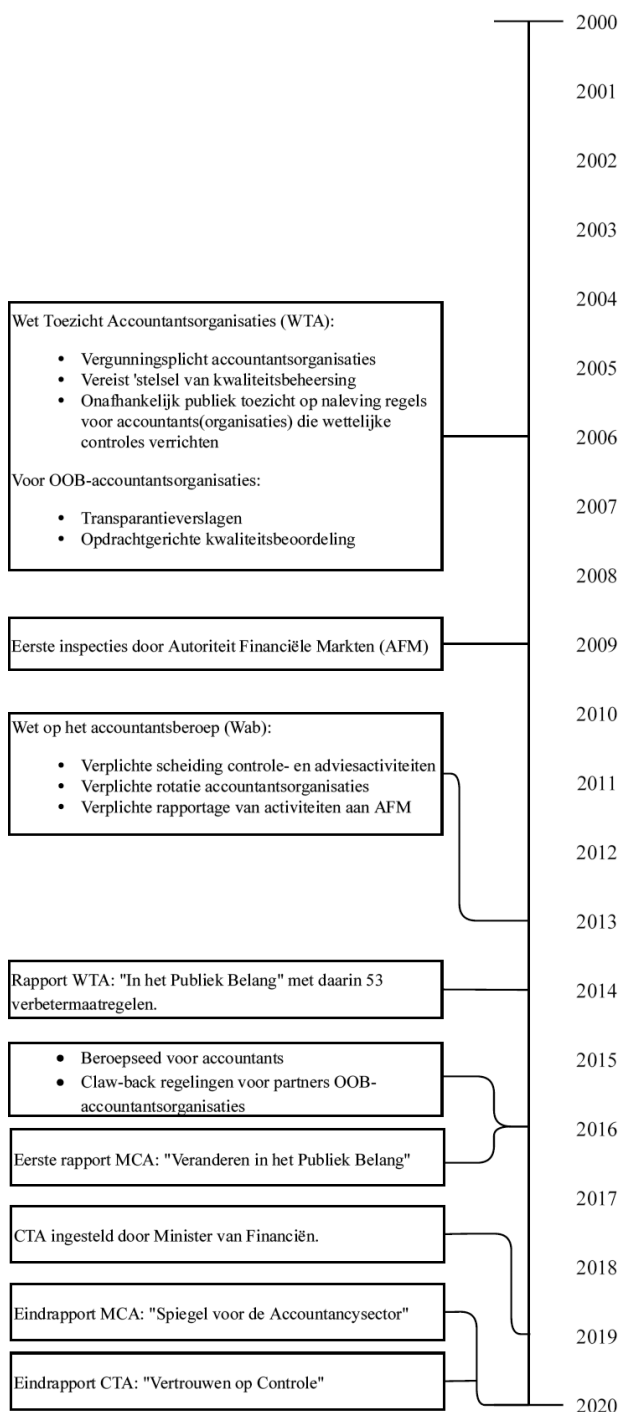 2000
2001
2002
2003
2004
Wet Toezicht Accountantsorganisaties (WTA):
• Vergunningsplicht accountantsorganisaties
• Vereist 'stelsel van kwaliteitsbeheersing
• Onafhankelijk publiek toezicht op naleving regels
voor accountants(organisaties) die wettelijke
controles verrichten
Voor OOB-accountantsorganisaties:
• Transparantieverslagen
• Opdrachtgerichte kwaliteitsbeoordeling
2005
2006
2007
2008
Eerste inspecties door Autoriteit Financiële Markten (AFM)
2009
2010
Wet op het accountantsberoep (Wab):
• Verplichte scheiding controle- en adviesactiviteiten
• Verplichte rotatie accountantsorganisaties
• Verplichte rapportage van activiteiten aan AFM
2011
2012
2013
Rapport WTA: "In het Publiek Belang" met daarin 53
verbetermaatregelen.
2014
2015
• Beroepseed voor accountants
• Claw-back regelingen voor partners OOB-
accountantsorganisaties
2016
Eerste rapport MCA: "Veranderen in het Publiek Belang"
2017
CTA ingesteld door Minister van Financiën.
2018
Eindrapport MCA: "Spiegel voor de Accountancysector"
2019
Eindrapport CTA: "Vertrouwen op Controle"
2020